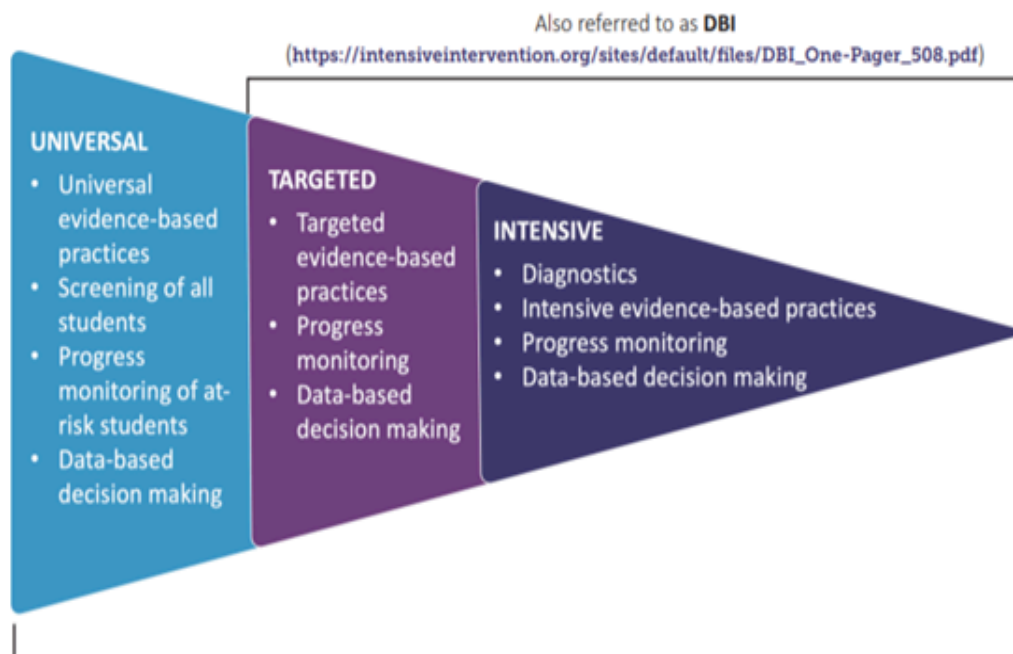 Also referred to as DBI
(https://intensiveintervention.org/sites/default/files/DBI_One-Pager_508.pdf)
UNIVERSAL
• Universal
evidence-based
practices
• Screening of all
students
• Progress
monitoring of at-
risk students
• Data-based
decision making
TARGETED
• Targeted
evidence-based
practices
• Progress
monitoring
• Data-based
decision making
INTENSIVE
• Diagnostics
• Intensive evidence-based practices
• Progress monitoring
• Data-based decision making